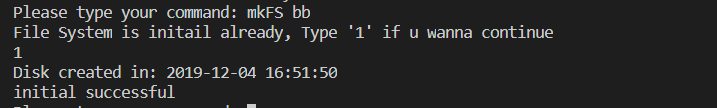 Please type your command: mkFS bb
File System is initail already, Type '1' if u wanna continue
1
Disk created in: 2019-12-04 16:51:50
initial successful